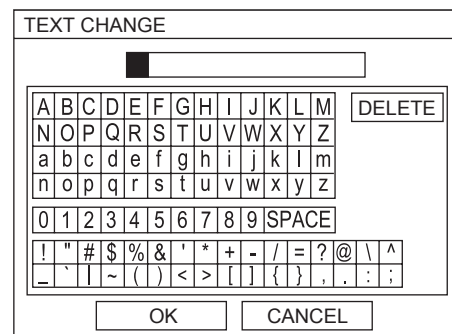 TEXT CHANGE
A B C D E F G H I J K L M DELETE
N O P Q R S T U V W X Y Z
a b c d e f g h i j k l m
n o p q r s t u v w x y z
0 1 2 3 4 5 6 7 8 9 SPACE
! " # $ % & ' * + - / = ? @ \ ^
_ ` | ~ ( ) < > [ ] { } , . : ;
OK CANCEL